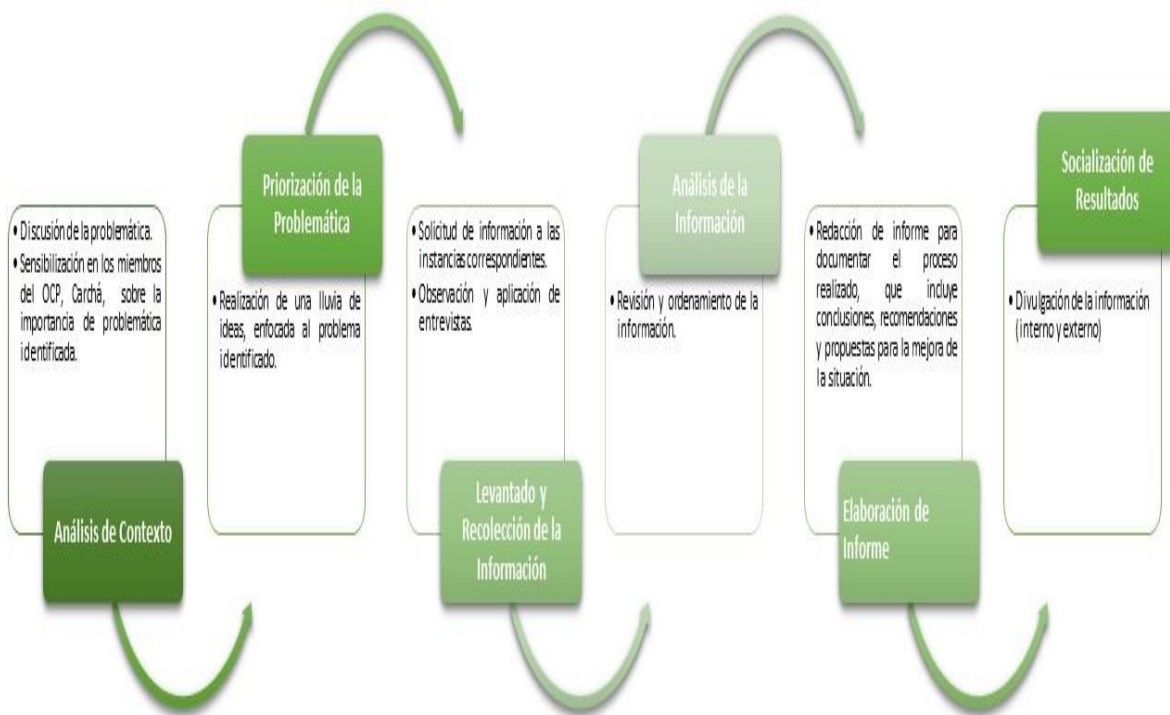 • Discusión de la problemática.
• Sensibilización en los miembros
del OCP, Carchá, sobre la
importancia de problemática
identificada.
Análisis de Contexto
Priorización de la
Problemática
• Realización de una lluvia de
ideas, enfocada al problema
identificado.
• Solicitud de información a las
instancias correspondientes.
• Observación y aplicación de
entrevistas.
Levantado y
Recolección de la
Información
Análisis de la
Información
• Revisión y ordenamiento de la
información.
• Redacción de informe para
documentar el proceso
realizado, que incluye
conclusiones, recomendaciones
y propuestas para la mejora de
la situación.
Elaboración de
Informe
Socialización de
Resultados
• Divulgación de la información
(interno y externo)